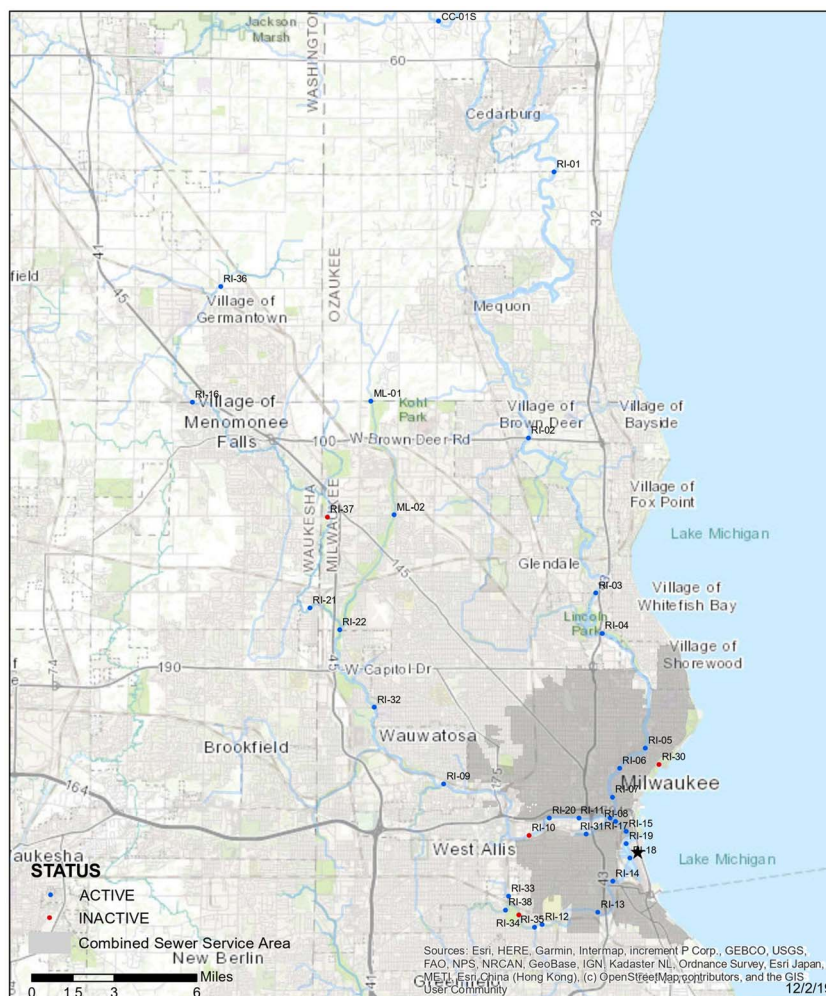 CC-01S
Jackson
Marsh
WASHINGTON
60
Cedarburg
RI-01
32
41
45
field
RI-36
Village of
Germantown
OZAUKEE
Mequon
RI-16
Village of
Menomonee
Falls
ML-01
Kohl
Park
Village of
Brown Deer
Village of
Bayside
100
W Brown Deer Rd
RI-02
Village of
Fox Point
WAUKESHA
MILWAUKEE
RI-37
ML-02
Lake Michigan
145
Glendale
RI-03
Village of
Whitefish Bay
RI-21
Lincoln
Park
RI-04
RI-22
Village of
Shorewood
74
190
45
W Capitol Dr
RI-32
Wauwatosa
Brookfield
RI-05
RI-30
RI-06
Milwaukee
175
RI-09
164
RI-07
RI-20
RI-11
RI-08
RI-15
RI-17
RI-10
RI-31
RI-19
West Allis
RI-18
Lake Michigan
aukesha
43
RI-14
RI-33
RI-38
RI-34
RI-35
RI-12
RI-13
STATUS
ACTIVE
INACTIVE
Combined Sewer Service Area
New Berlin
Miles
0 1.5 3 6
41
Greenfield
Sources: Esri, HERE, Garmin, Intermap, increment P Corp., GEBCO, USGS,
FAO, NPS, NRCAN, GeoBase, IGN, Kadaster NL, Ordnance Survey, Esri Japan,
METI, Esri China (Hong Kong), (c) OpenStreetMap contributors, and the GIS
User Community
12/2/19